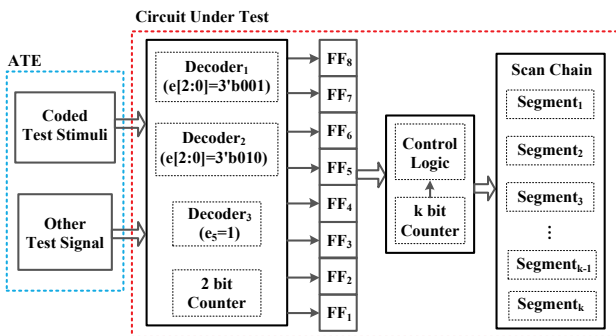 Circuit Under Test
ATE
Coded
Test Stimuli
Other
Test Signal
Decoder₁
(e[2:0]=3'b001)
Decoder₂
(e[2:0]=3'b010)
Decoder₃
(e₅=1)
2 bit
Counter
FF₈
FF₇
FF₆
FF₅
FF₄
FF₃
FF₂
FF₁
Control
Logic
k bit
Counter
Scan Chain
Segment₁
Segment₂
Segment₃
⋮
Segmentₖ₋₁
Segmentₖ